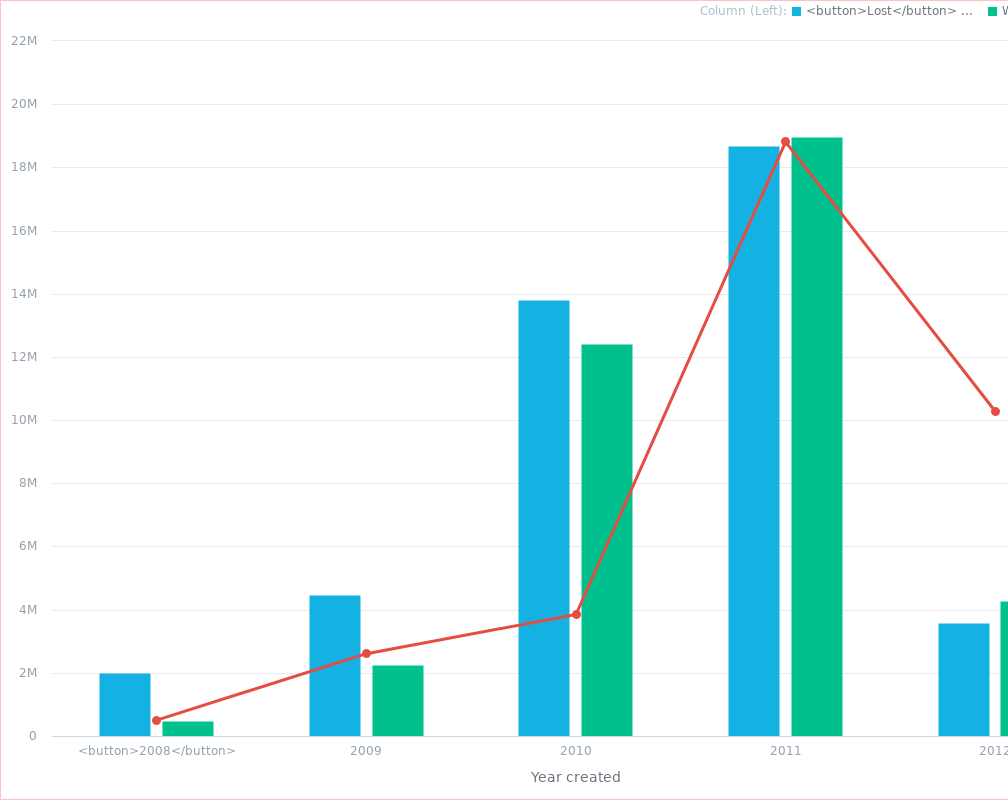 Column (Left): <button>Lost</button> ...
22M
20M
18M
16M
14M
12M
10M
8M
6M
4M
2M
0
<button>2008</button> 2009 2010 2011 2012
Year created